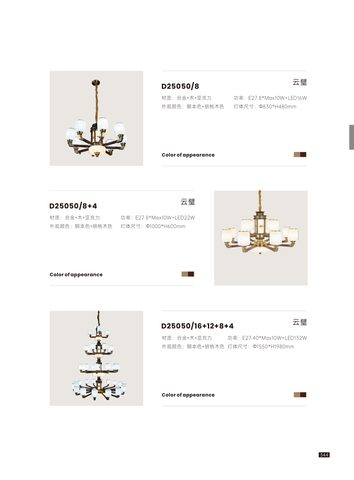 云璧
D25050/8
材质：合金+木+亚克力 功率：E27 8*Max10W+LED16W
外观颜色：铜本色+胡桃木色 灯体尺寸：Φ830*H480mm
Color of appearance
云璧
D25050/8+4
材质：合金+木+亚克力 功率：E27 8*Max10W+LED22W
外观颜色：铜本色+胡桃木色 灯体尺寸：Φ1000*H600mm
Color of appearance
云璧
D25050/16+12+8+4
材质：合金+木+亚克力 功率：E27 40*Max10W+LED132W
外观颜色：铜本色+胡桃木色 灯体尺寸：Φ1550*H1980mm
Color of appearance
344